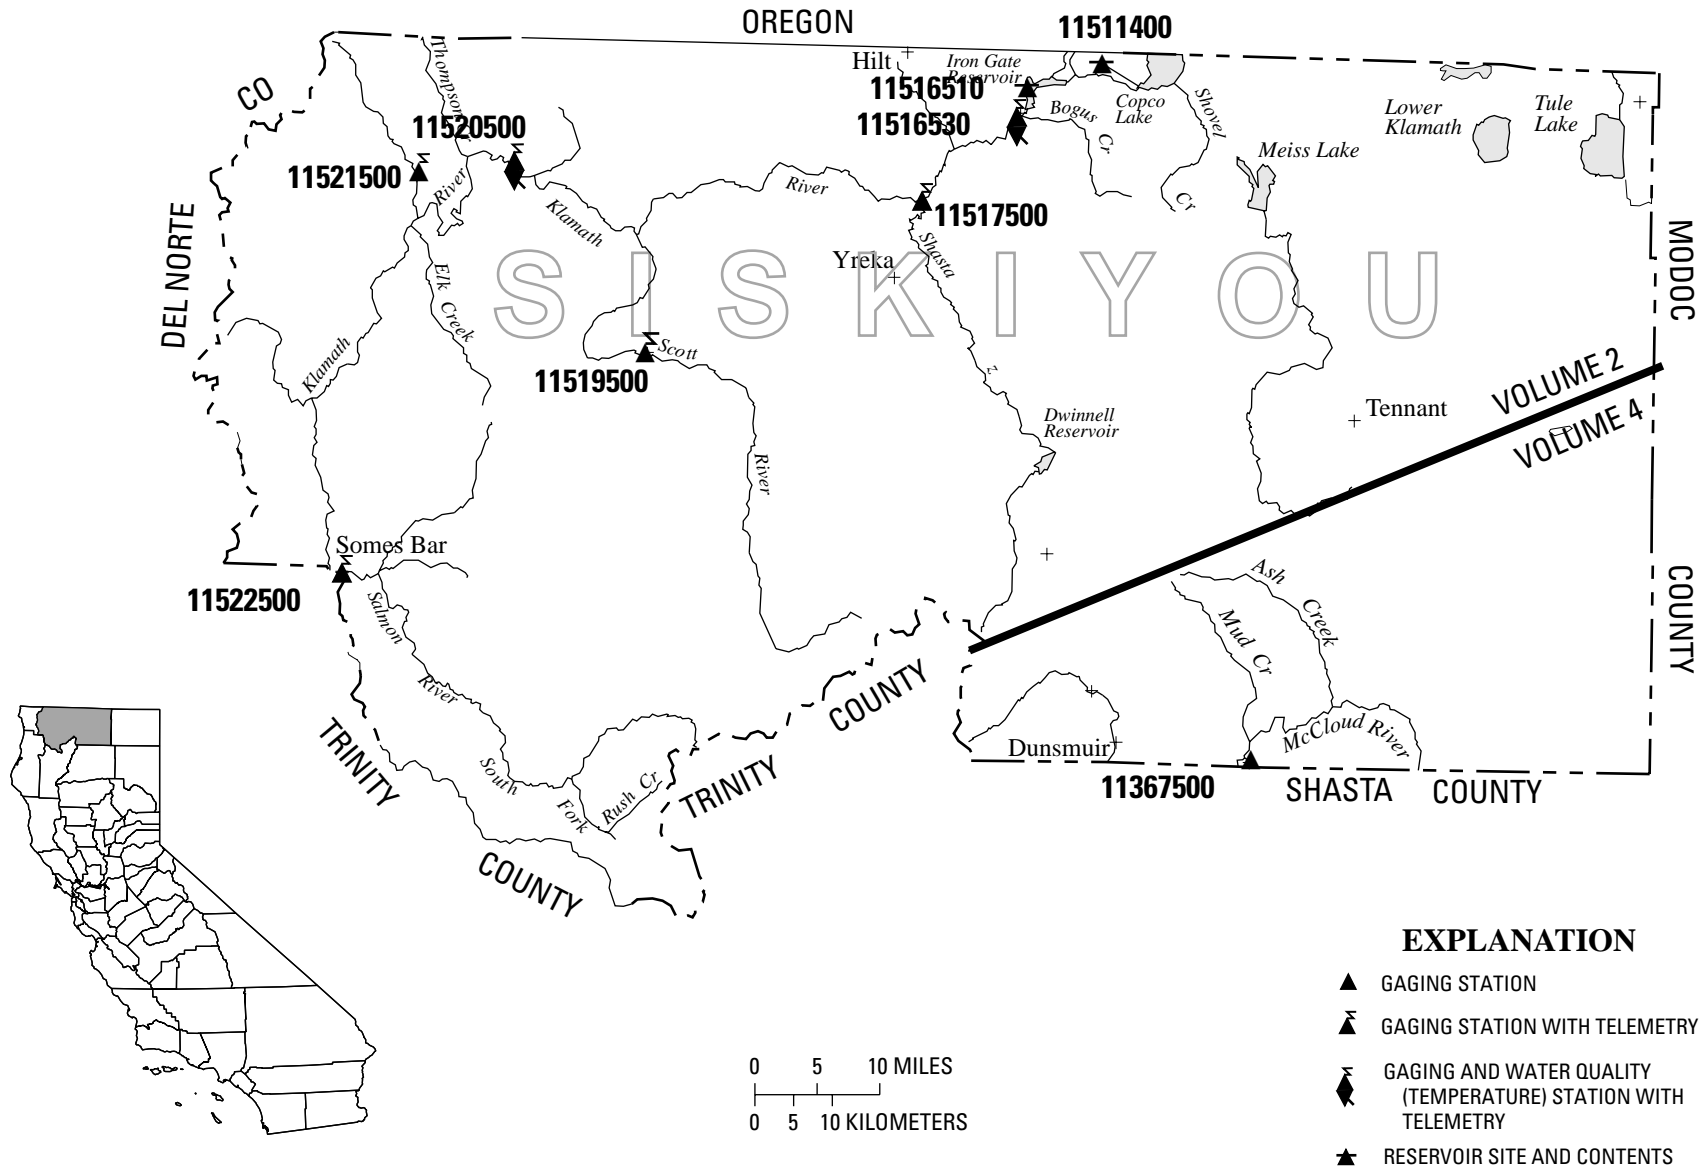 OREGON
11511400
Hilt
Iron Gate
Reservoir
11516510
CO
Thompson
Copco
Lake
Shovel
Cr
Lower
Klamath
Tule
Lake
11520500
11516530
Bogus
Cr
Meiss Lake
11521500
River
River
Klamath
11517500
DEL NORTE
Shasta
Yreka
MODOC
SISKIYOU
Elk Creek
Klamath
Scott
11519500
VOLUME 2
Tennant
VOLUME 4
Dwinnell
Reservoir
River
Somes Bar
Ash
Creek
COUNTY
11522500
Salmon
Mud Cr
River
COUNTY
TRINITY
McCloud River
Dunsmuir
South
Fork
Rush Cr
TRINITY
11367500
SHASTA COUNTY
COUNTY
EXPLANATION
GAGING STATION
GAGING STATION WITH TELEMETRY
GAGING AND WATER QUALITY
(TEMPERATURE) STATION WITH
TELEMETRY
RESERVOIR SITE AND CONTENTS
0 5 10 MILES
0 5 10 KILOMETERS